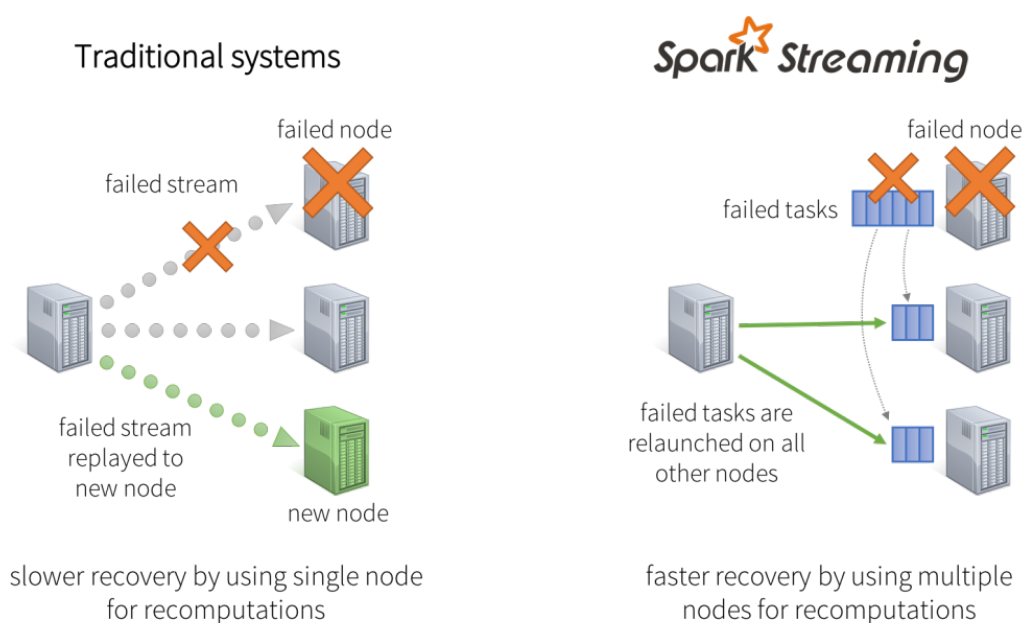 Traditional systems
failed node
failed stream
failed stream
replayed to
new node
new node
slower recovery by using single node
for recomputations
Spark Streaming
failed node
failed tasks
failed tasks are
relaunched on all
other nodes
faster recovery by using multiple
nodes for recomputations